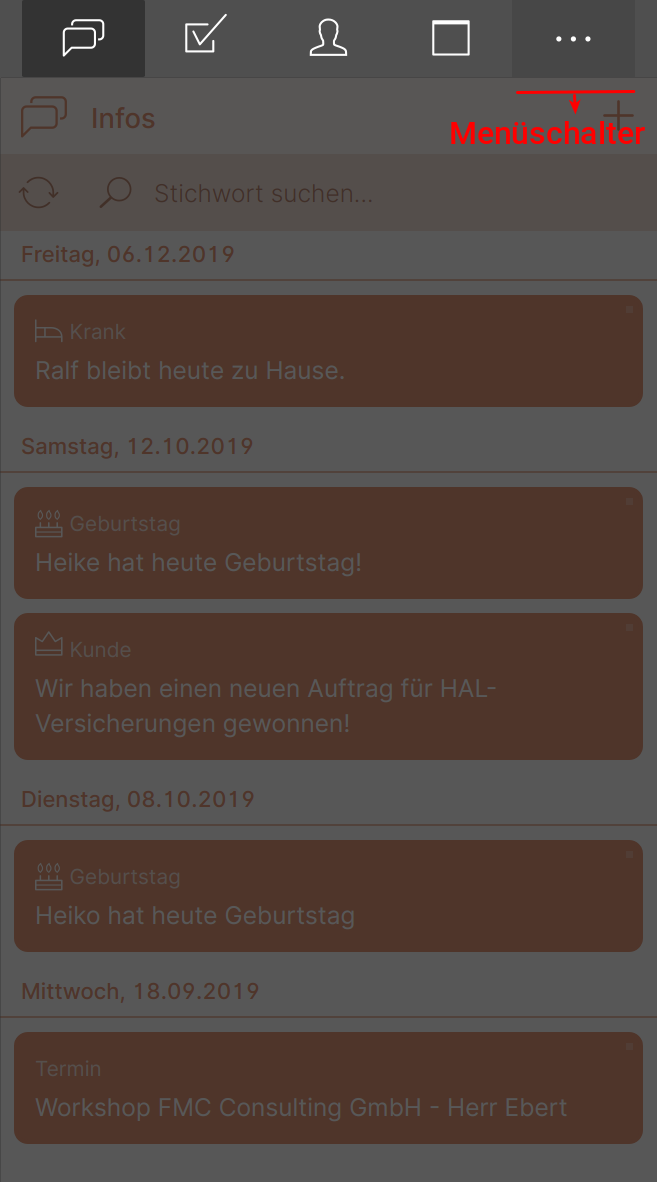 Infos
Menüschalter
Stichwort suchen...
Freitag, 06.12.2019
Krank
Ralf bleibt heute zu Hause.
Samstag, 12.10.2019
Geburtstag
Heike hat heute Geburtstag!
Kunde
Wir haben einen neuen Auftrag für HAL-
Versicherungen gewonnen!
Dienstag, 08.10.2019
Geburtstag
Heiko hat heute Geburtstag
Mittwoch, 18.09.2019
Termin
Workshop FMC Consulting GmbH - Herr Ebert